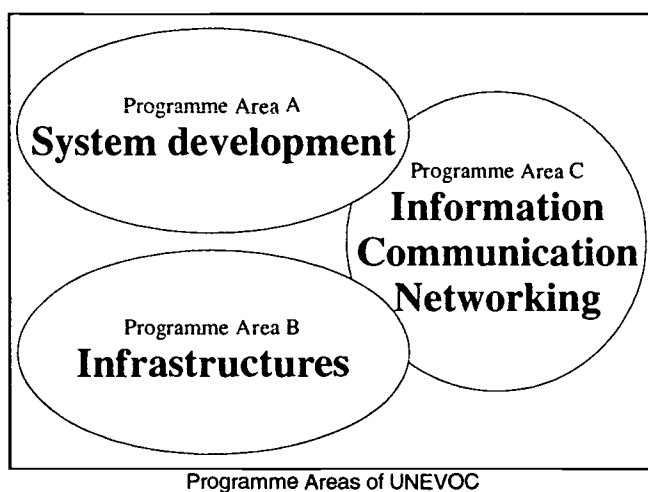 Programme Area A
System development
Programme Area C
Information
Communication
Networking
Programme Area B
Infrastructures
Programme Areas of UNEVOC